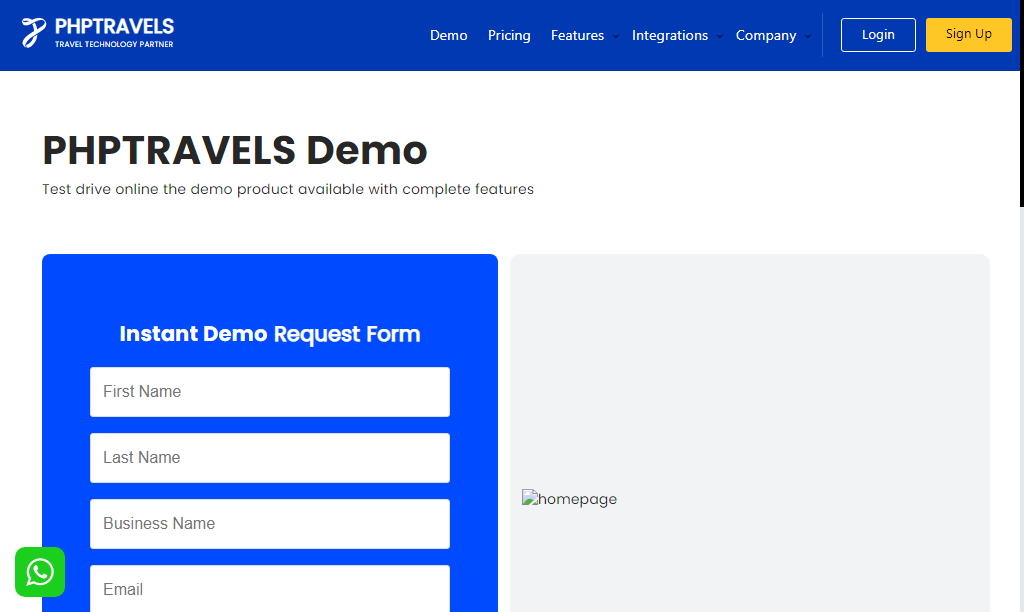 PHPTRAVELS
TRAVEL TECHNOLOGY PARTNER
Demo Pricing Features Integrations Company Login Sign Up
PHPTRAVELS Demo
Test drive online the demo product available with complete features
Instant Demo Request Form
First Name
Last Name
Business Name
Email
homepage